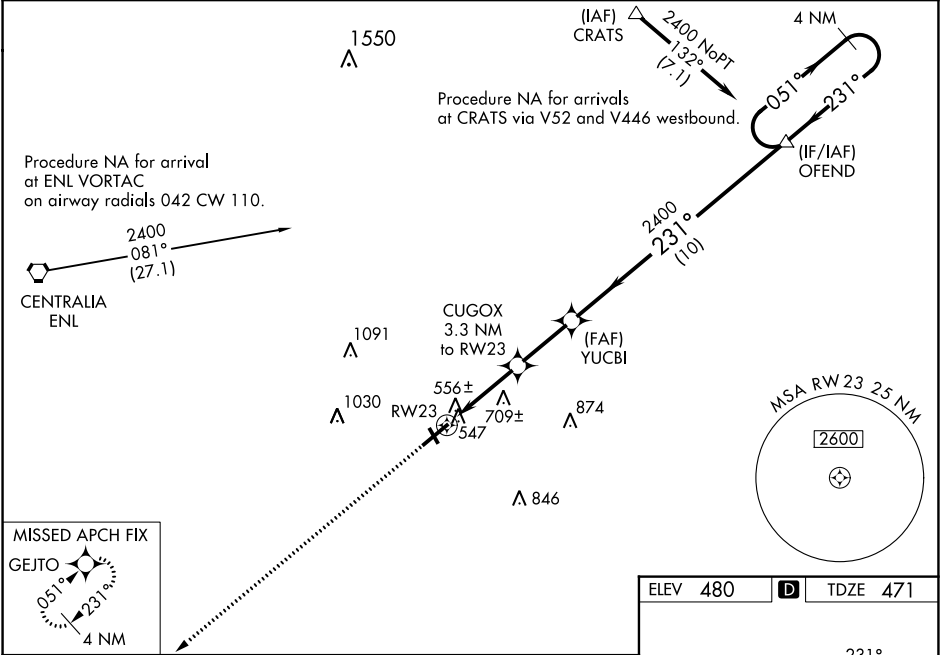 1550
(IAF)
CRATS
2400 NoPT
132°
(7.1)
4 NM
051°
231°
Procedure NA for arrivals
at CRATS via V52 and V446 westbound.
(IF/IAF)
OFEND
Procedure NA for arrival
at ENL VORTAC
on airway radials 042 CW 110.
2400
081°
(27.1)
CENTRALIA
ENL
2400
231°
(10)
CUGOX
3.3 NM
to RW23
(FAF)
YUCBI
1091
1030
RW23
556±
709±
547
874
846
MSA RW23 25 NM
2600
MISSED APCH FIX
GEJTO
051°
231°
4 NM
ELEV 480 D TDZE 471